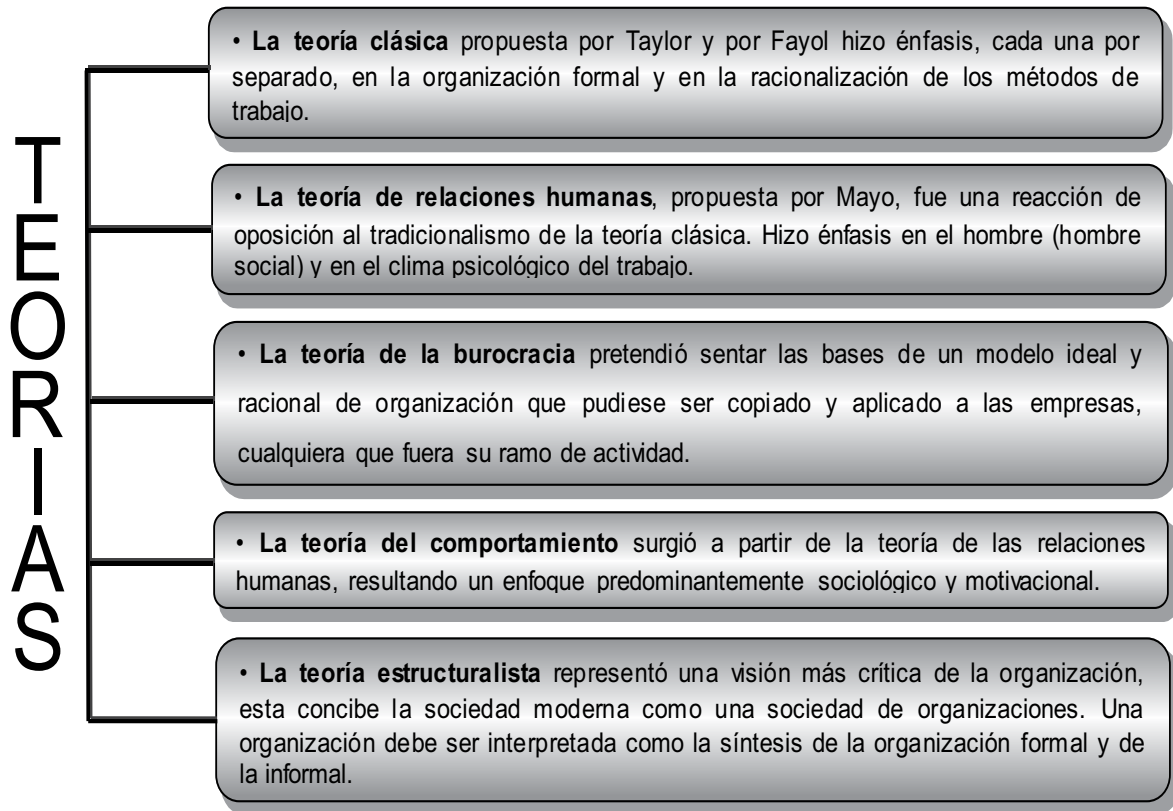 TEORIAS
• La teoría clásica propuesta por Taylor y por Fayol hizo énfasis, cada una por
separado, en la organización formal y en la racionalización de los métodos de
trabajo.
• La teoría de relaciones humanas, propuesta por Mayo, fue una reacción de
oposición al tradicionalismo de la teoría clásica. Hizo énfasis en el hombre (hombre
social) y en el clima psicológico del trabajo.
• La teoría de la burocracia pretendió sentar las bases de un modelo ideal y
racional de organización que pudiese ser copiado y aplicado a las empresas,
cualquiera que fuera su ramo de actividad.
• La teoría del comportamiento surgió a partir de la teoría de las relaciones
humanas, resultando un enfoque predominantemente sociológico y motivacional.
• La teoría estructuralista representó una visión más crítica de la organización,
esta concibe la sociedad moderna como una sociedad de organizaciones. Una
organización debe ser interpretada como la síntesis de la organización formal y de
la informal.